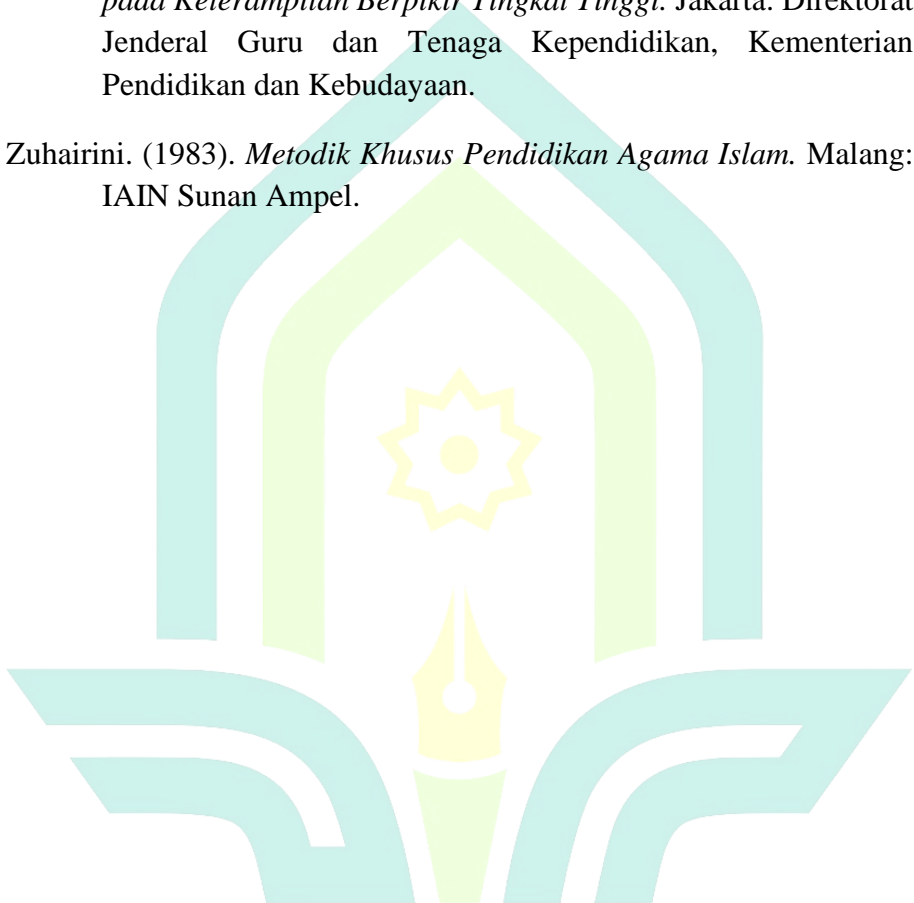 pada Keterampilan Berpikir Tingkat Tinggi. Jakarta. Direktorat
Jenderal Guru dan Tenaga Kependidikan, Kementerian
Pendidikan dan Kebudayaan.
Zuhairini. (1983). Metodik Khusus Pendidikan Agama Islam. Malang:
IAIN Sunan Ampel.